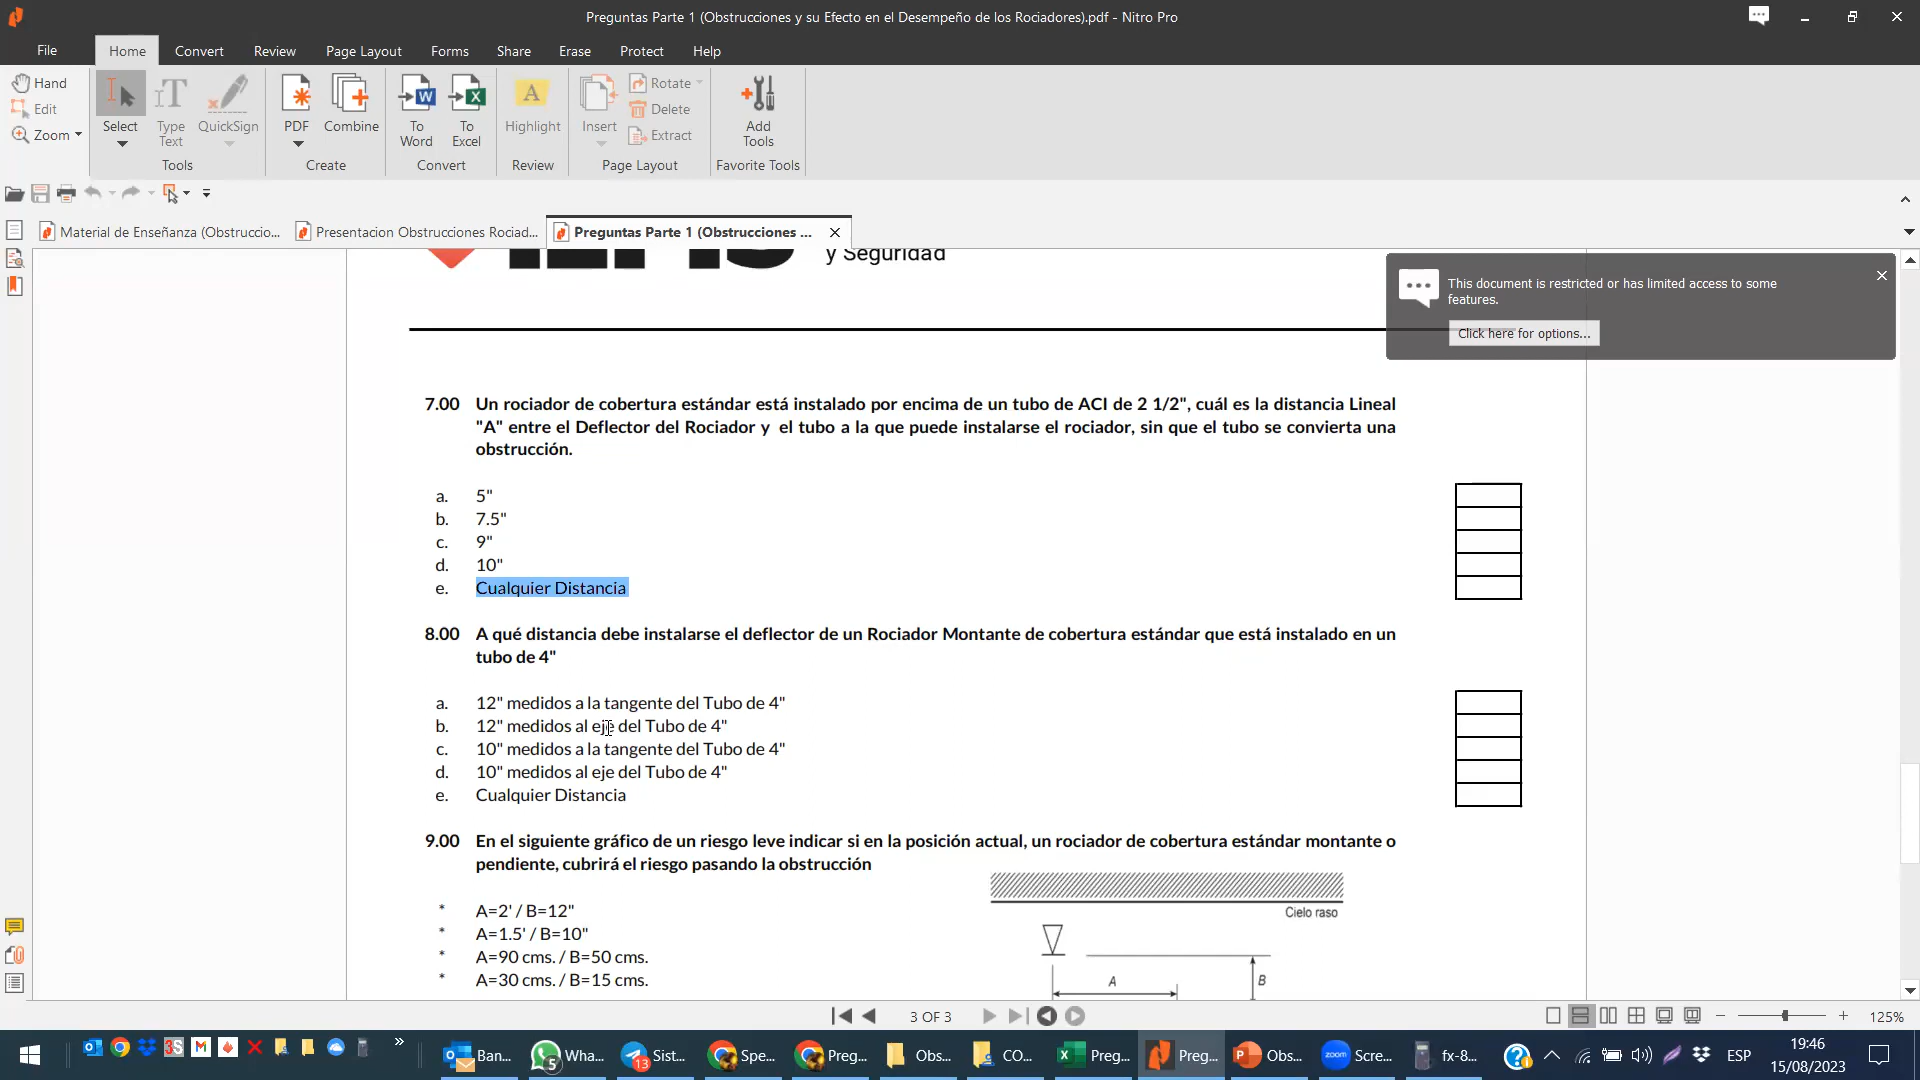 Preguntas Parte 1 (Obstrucciones y su Efecto en el Desempeño de los Rociadores).pdf - Nitro Pro
File Home Convert Review Page Layout Forms Share Erase Protect Help
Hand
Edit
Zoom
Select
Type Text
QuickSign
Tools
PDF
Combine
Create
To Word
To Excel
Convert
Highlight
Review
Insert
Rotate
Delete
Extract
Page Layout
Add Tools
Favorite Tools
Material de Enseñanza (Obstruccio...
Presentacion Obstrucciones Rociad...
Preguntas Parte 1 (Obstrucciones ...
y Seguridad
This document is restricted or has limited access to some
features.
Click here for options...
7.00 Un rociador de cobertura estándar está instalado por encima de un tubo de ACI de 2 1/2", cuál es la distancia Lineal
"A" entre el Deflector del Rociador y el tubo a la que puede instalarse el rociador, sin que el tubo se convierta una
obstrucción.
a. 5"
b. 7.5"
c. 9"
d. 10"
e. Cualquier Distancia
8.00 A qué distancia debe instalarse el deflector de un Rociador Montante de cobertura estándar que está instalado en un
tubo de 4"
a. 12" medidos a la tangente del Tubo de 4"
b. 12" medidos al eje del Tubo de 4"
c. 10" medidos a la tangente del Tubo de 4"
d. 10" medidos al eje del Tubo de 4"
e. Cualquier Distancia
9.00 En el siguiente gráfico de un riesgo leve indicar si en la posición actual, un rociador de cobertura estándar montante o
pendiente, cubrirá el riesgo pasando la obstrucción
* A=2' / B=12"
* A=1.5' / B=10"
* A=90 cms. / B=50 cms.
* A=30 cms. / B=15 cms.
Cielo raso
A
B
3 OF 3
125%
Ban...
Wha...
5
Sist...
13
Spe...
Preg...
Obs...
CO...
Preg...
Preg...
Obs...
zoom
Scre...
fx-8...
ESP
19:46
15/08/2023